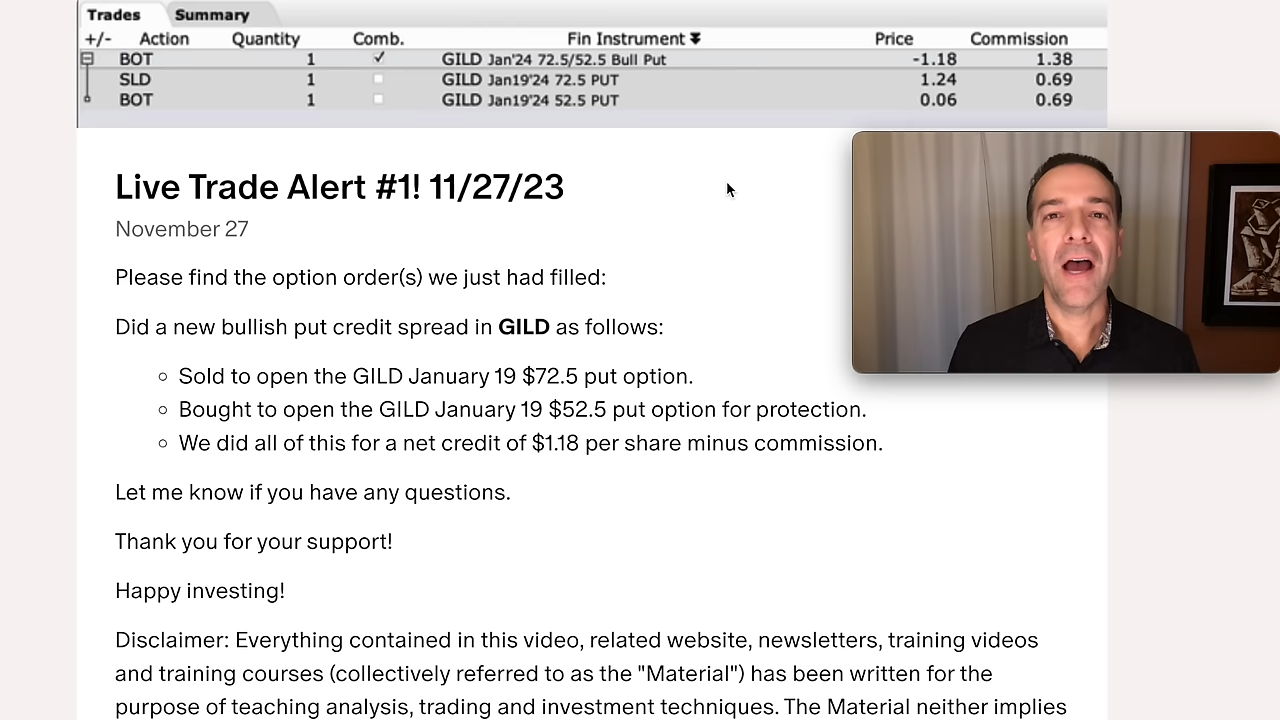 Trades Summary
+/- Action Quantity Comb. Fin Instrument Price Commission
BOT 1 GILD Jan'24 72.5/52.5 Bull Put -1.18 1.38
SLD 1 GILD Jan19'24 72.5 PUT 1.24 0.69
BOT 1 GILD Jan19'24 52.5 PUT 0.06 0.69
Live Trade Alert #1! 11/27/23
November 27
Please find the option order(s) we just had filled:
Did a new bullish put credit spread in GILD as follows:
Sold to open the GILD January 19 $72.5 put option.
Bought to open the GILD January 19 $52.5 put option for protection.
We did all of this for a net credit of $1.18 per share minus commission.
Let me know if you have any questions.
Thank you for your support!
Happy investing!
Disclaimer: Everything contained in this video, related website, newsletters, training videos
and training courses (collectively referred to as the "Material") has been written for the
purpose of teaching analysis, trading and investment techniques. The Material neither implies